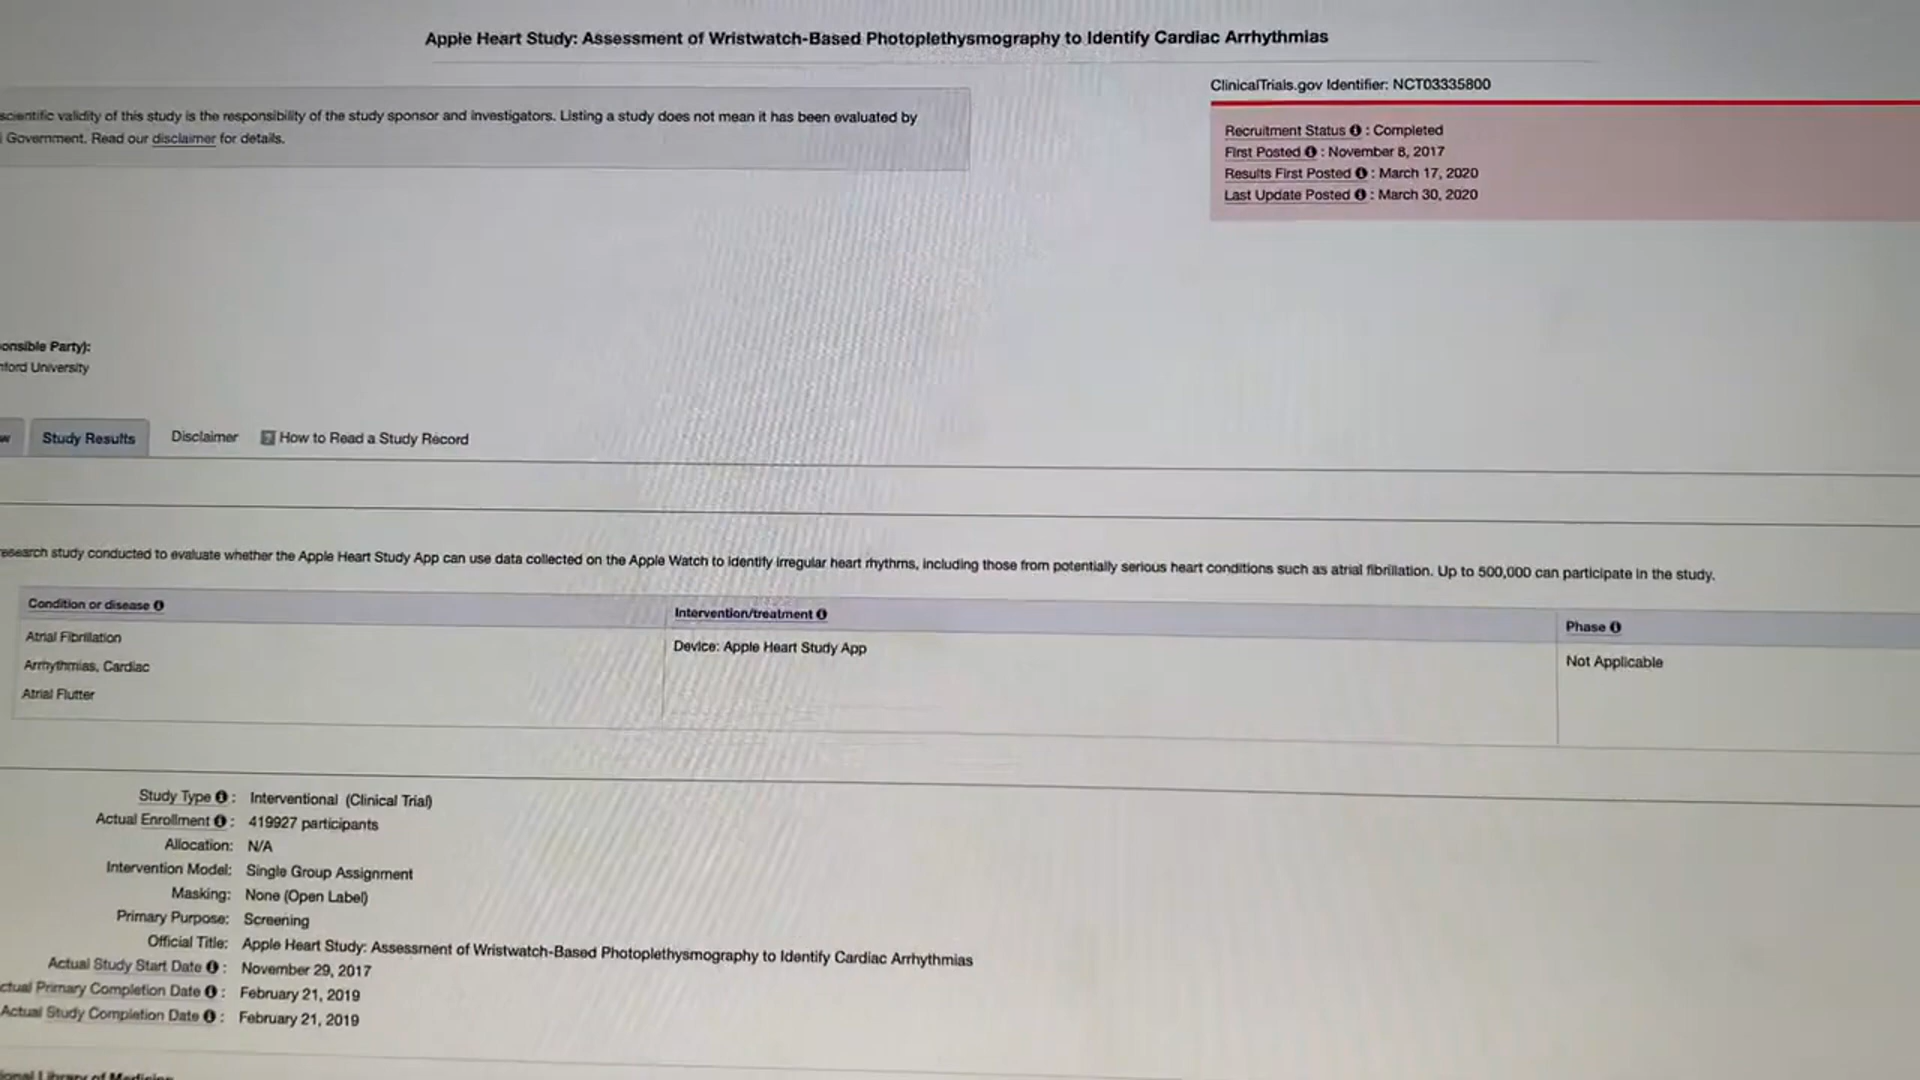 Apple Heart Study: Assessment of Wristwatch-Based Photoplethysmography to Identify Cardiac Arrhythmias
ClinicalTrials.gov Identifier: NCT03335800
scientific validity of this study is the responsibility of the study sponsor and investigators. Listing a study does not mean it has been evaluated by
Government. Read our disclaimer for details.
Recruitment Status : Completed
First Posted : November 8, 2017
Results First Posted : March 17, 2020
Last Update Posted : March 30, 2020
onsible Party):
nford University
w Study Results Disclaimer How to Read a Study Record
esearch study conducted to evaluate whether the Apple Heart Study App can use data collected on the Apple Watch to identify irregular heart rhythms, including those from potentially serious heart conditions such as atrial fibrillation. Up to 500,000 can participate in the study.
Condition or disease Intervention/treatment Phase
Atrial Fibrillation Device: Apple Heart Study App Not Applicable
Arrhythmias, Cardiac
Atrial Flutter
Study Type : Interventional (Clinical Trial)
Actual Enrollment : 419927 participants
Allocation: N/A
Intervention Model: Single Group Assignment
Masking: None (Open Label)
Primary Purpose: Screening
Official Title: Apple Heart Study: Assessment of Wristwatch-Based Photoplethysmography to Identify Cardiac Arrhythmias
Actual Study Start Date : November 29, 2017
ctual Primary Completion Date : February 21, 2019
Actual Study Completion Date : February 21, 2019
ional Library of Medicine